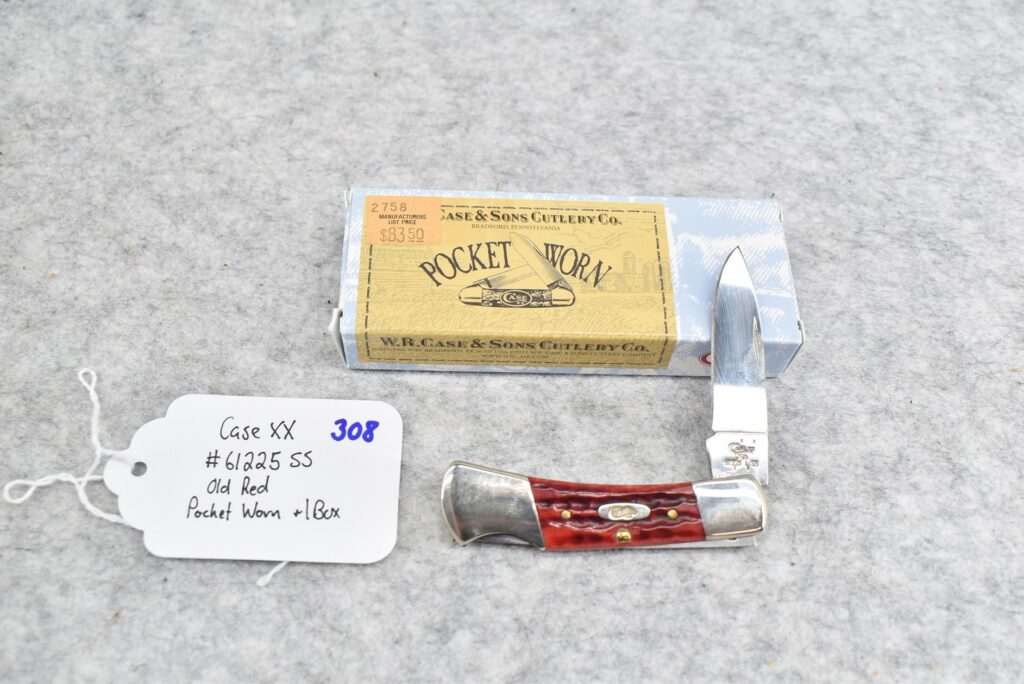 2758
MANUFACTURERS
LIST PRICE
$83.50
CASE & SONS CUTLERY CO.
BRADFORD, PENNSYLVANIA
POCKET WORN
CASE
W.R. CASE & SONS CUTLERY CO.
Case XX 308
#61225 SS
Old Red
Pocket Worn + 1 Box